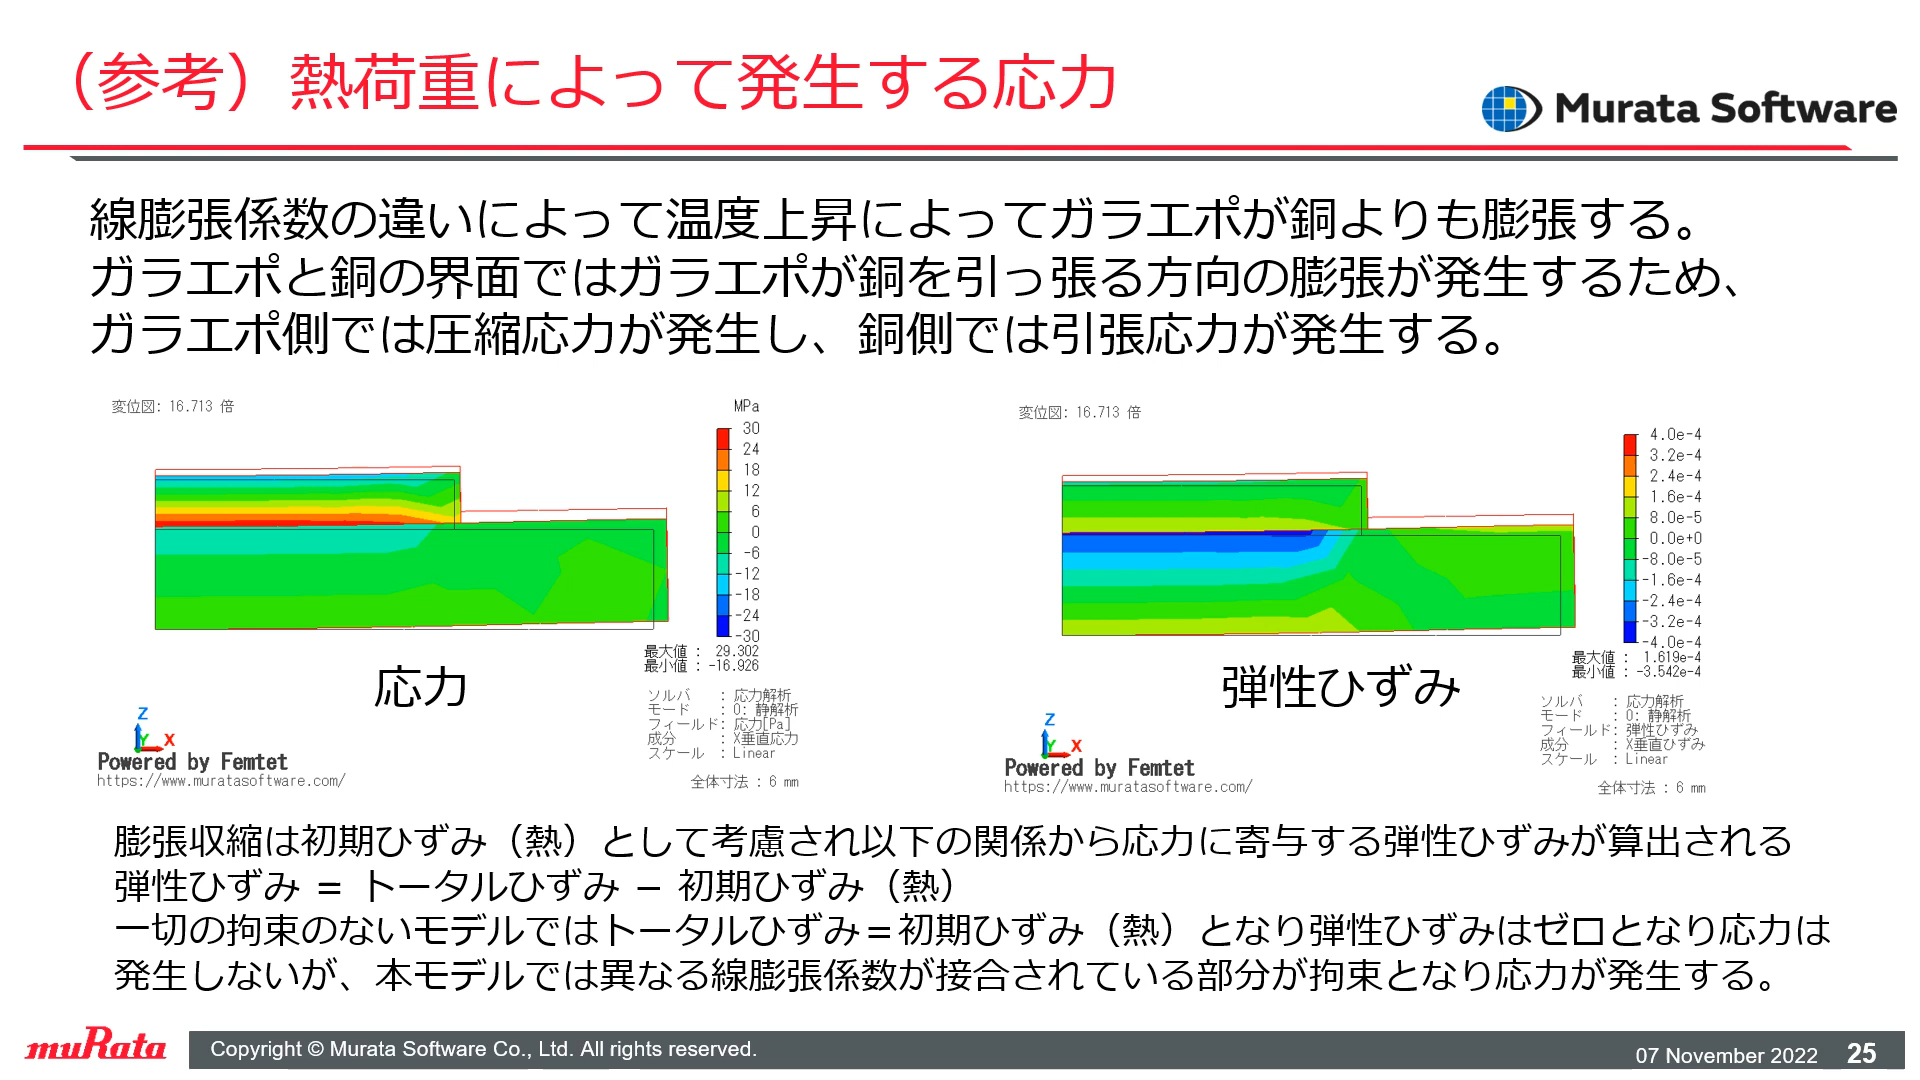 （参考）熱荷重によって発生する応力
Murata Software
線膨張係数の違いによって温度上昇によってガラエポが銅よりも膨張する。
ガラエポと銅の界面ではガラエポが銅を引っ張る方向の膨張が発生するため、
ガラエポ側では圧縮応力が発生し、銅側では引張応力が発生する。
変位図: 16.713 倍
MPa
30
24
18
12
6
0
-6
-12
-18
-24
-30
最大値 : 29.302
最小値 : -16.926
応力
ソルバ : 応力解析
モード : 0: 静解析
フィールド: 応力[Pa]
成分 : X垂直応力
スケール : Linear
Z
Y X
Powered by Femtet
https://www.muratasoftware.com/
全体寸法 : 6 mm
変位図: 16.713 倍
4.0e-4
3.2e-4
2.4e-4
1.6e-4
8.0e-5
0.0e+0
-8.0e-5
-1.6e-4
-2.4e-4
-3.2e-4
-4.0e-4
最大値 : 1.619e-4
最小値 : -3.542e-4
弾性ひずみ
ソルバ : 応力解析
モード : 0: 静解析
フィールド: 弾性ひずみ
成分 : X垂直ひずみ
スケール : Linear
Z
Y X
Powered by Femtet
https://www.muratasoftware.com/
全体寸法 : 6 mm
膨張収縮は初期ひずみ（熱）として考慮され以下の関係から応力に寄与する弾性ひずみが算出される
弾性ひずみ = トータルひずみ − 初期ひずみ（熱）
一切の拘束のないモデルではトータルひずみ＝初期ひずみ（熱）となり弾性ひずみはゼロとなり応力は
発生しないが、本モデルでは異なる線膨張係数が接合されている部分が拘束となり応力が発生する。
muRata
Copyright © Murata Software Co., Ltd. All rights reserved.
07 November 2022 25